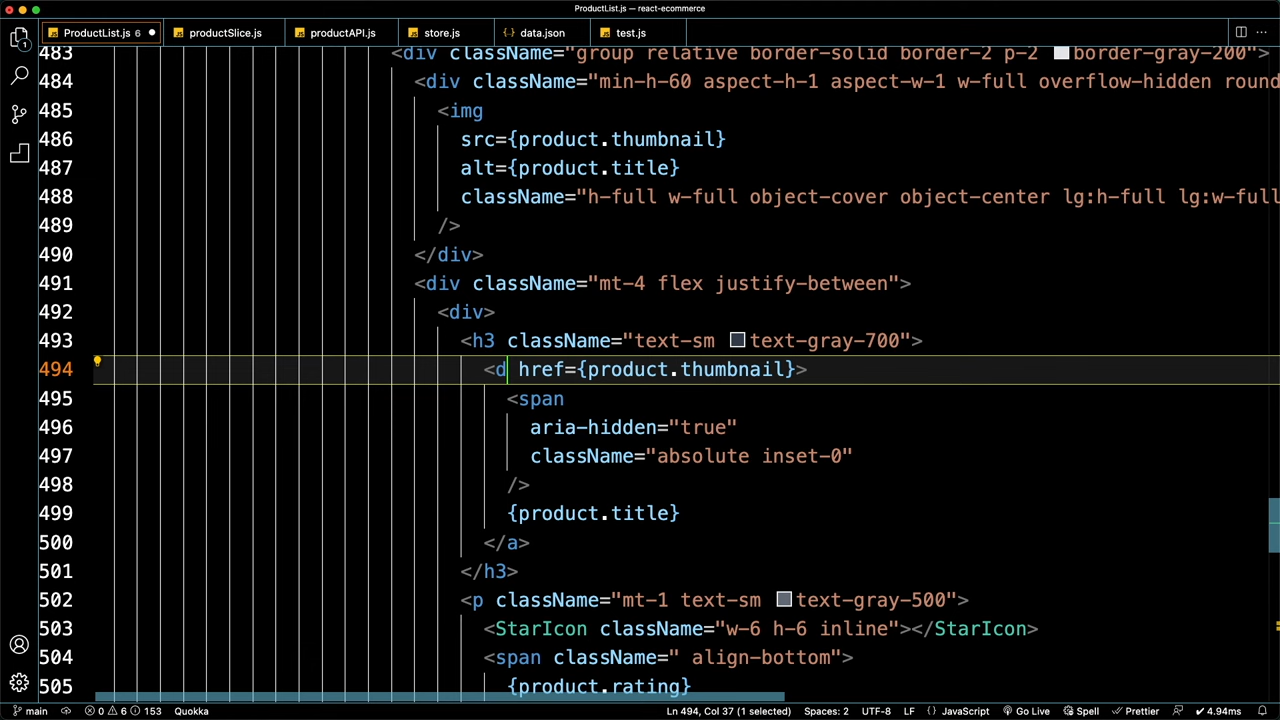 ProductList.js — react-ecommerce
ProductList.js 6
productSlice.js
productAPI.js
store.js
data.json
test.js
483 <div className="group relative border-solid border-2 p-2 border-gray-200">
484 <div className="min-h-60 aspect-h-1 aspect-w-1 w-full overflow-hidden round
485 <img
486 src={product.thumbnail}
487 alt={product.title}
488 className="h-full w-full object-cover object-center lg:h-full lg:w-full
489 />
490 </div>
491 <div className="mt-4 flex justify-between">
492 <div>
493 <h3 className="text-sm text-gray-700">
494 <d href={product.thumbnail}>
495 <span
496 aria-hidden="true"
497 className="absolute inset-0"
498 />
499 {product.title}
500 </a>
501 </h3>
502 <p className="mt-1 text-sm text-gray-500">
503 <StarIcon className="w-6 h-6 inline"></StarIcon>
504 <span className=" align-bottom">
505 {product.rating}
main 0 6 153 Quokka Ln 494, Col 37 (1 selected) Spaces: 2 UTF-8 LF {} JavaScript Go Live Spell Prettier 4.94ms